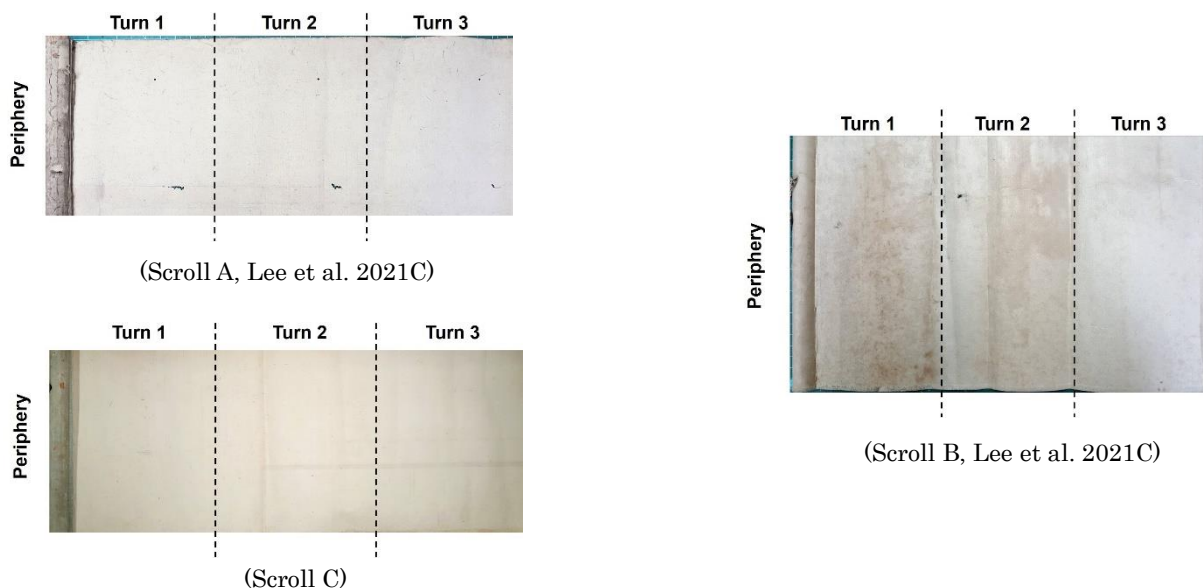 Turn 1 Turn 2 Turn 3
Periphery
(Scroll A, Lee et al. 2021C)
Turn 1 Turn 2 Turn 3
Periphery
(Scroll C)
Turn 1 Turn 2 Turn 3
Periphery
(Scroll B, Lee et al. 2021C)